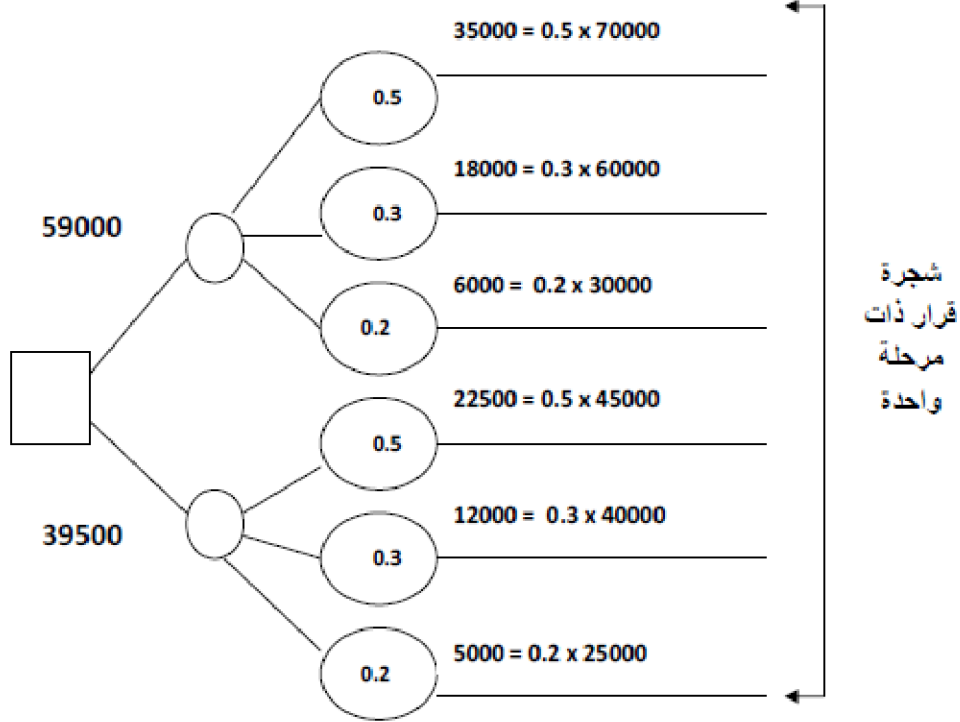 35000 = 0.5 x 70000
0.5
18000 = 0.3 x 60000
0.3
59000
6000 = 0.2 x 30000
0.2
شجرة
قرار ذات
مرحلة
واحدة
22500 = 0.5 x 45000
0.5
12000 = 0.3 x 40000
39500
0.3
5000 = 0.2 x 25000
0.2